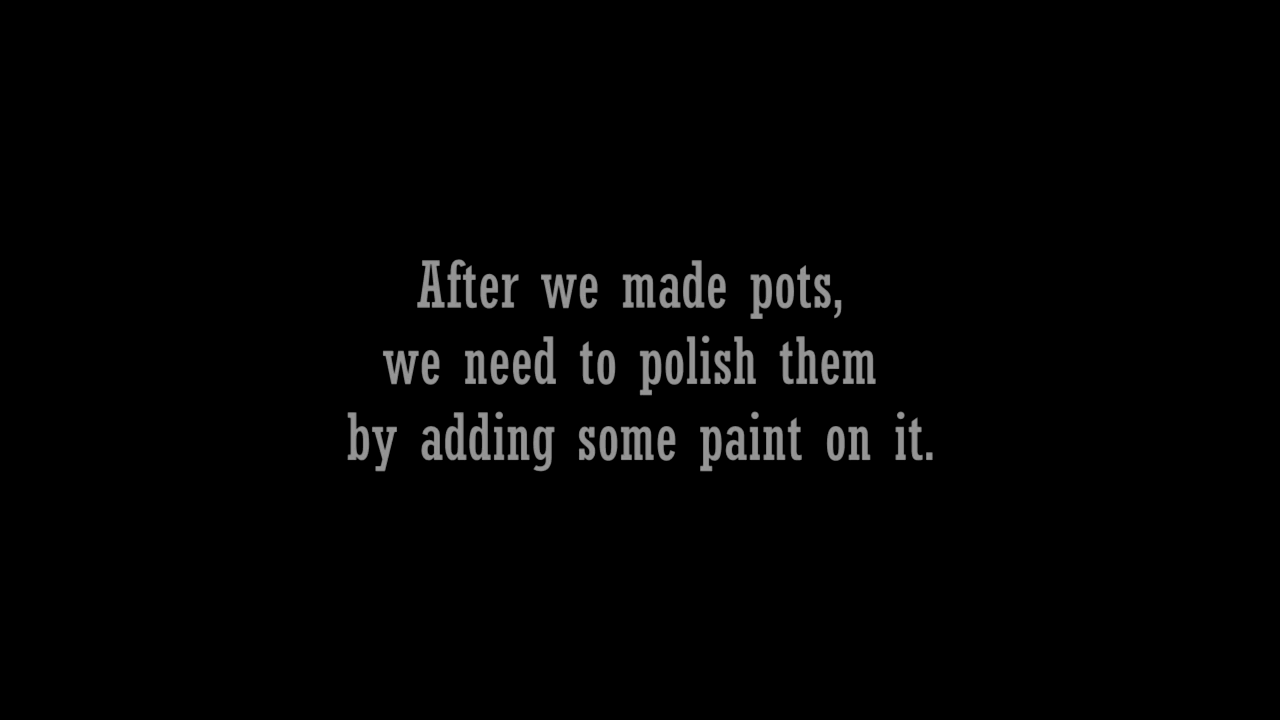 After we made pots,
we need to polish them
by adding some paint on it.